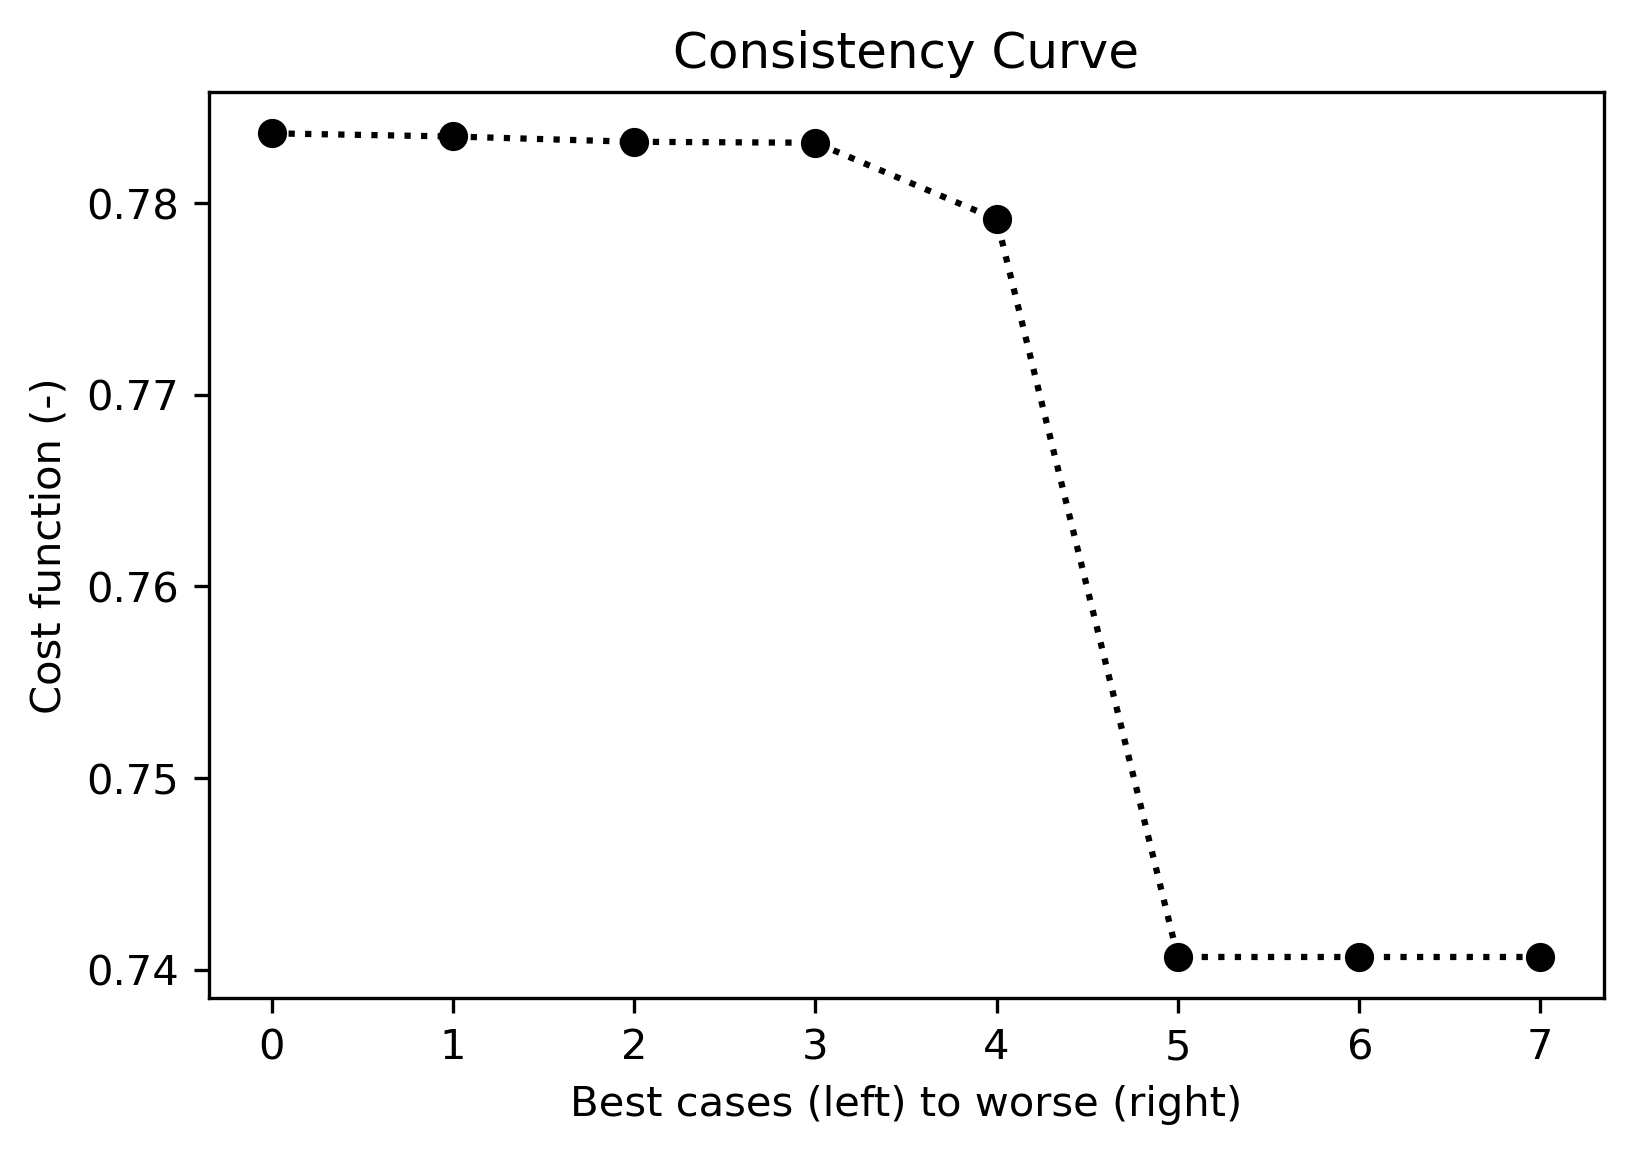 Consistency Curve
Cost function (-)
0.78
0.77
0.76
0.75
0.74
0 1 2 3 4 5 6 7
Best cases (left) to worse (right)